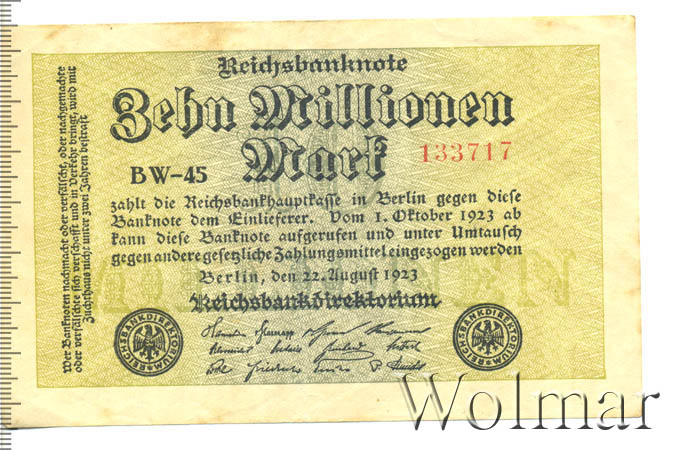 Reichsbanknote
Zehn Millionen
Mark
BW-45
133717
zahlt die Reichsbankhauptkasse in Berlin gegen diese
Banknote dem Einlieferer. Vom 1. Oktober 1923 ab
kann diese Banknote aufgerufen und unter Umtausch
gegen andere gesetzliche Zahlungsmittel eingezogen werden
Berlin, den 22. August 1923
Reichsbankdirektorium
REICHSBANKDIREKTORIUM
REICHSBANKDIREKTORIUM
Wer Banknoten nachmacht oder verfälscht, oder nachgemachte
oder verfälschte sich verschafft und in Verkehr bringt, wird mit
Zuchthaus nicht unter zwei Jahren bestraft
Wolmar